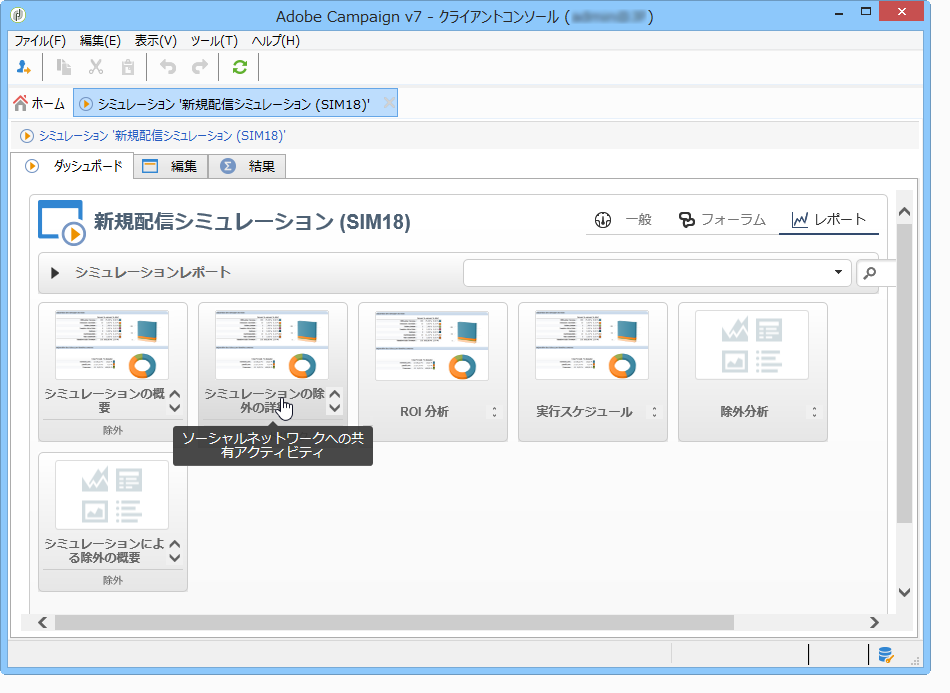 Adobe Campaign v7 - クライアントコンソール (
)
ファイル(F) 編集(E) 表示(V) ツール(T) ヘルプ(H)
ホーム シミュレーション '新規配信シミュレーション (SIM18)'
シミュレーション '新規配信シミュレーション (SIM18)'
ダッシュボード 編集 結果
新規配信シミュレーション (SIM18) 一般 フォーラム レポート
シミュレーションレポート
シミュレーションの概
要
除外
シミュレーションの除
外の詳
ROI 分析
実行スケジュール
除外分析
ソーシャルネットワークへの共
有アクティビティ
シミュレーションによ
る除外の概要
除外